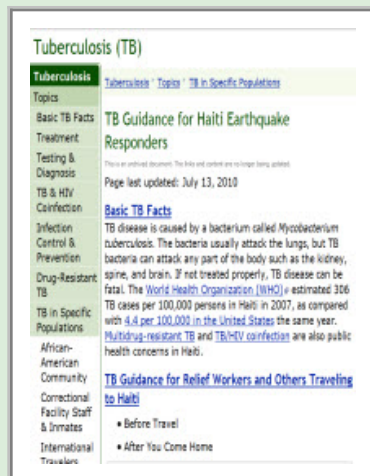 Tuberculosis (TB)
Tuberculosis
Topics
Basic TB Facts
Treatment
Testing &
Diagnosis
TB & HIV
Coinfection
Infection
Control &
Prevention
Drug-Resistant
TB
TB in Specific
Populations
African-
American
Community
Correctional
Facility Staff
& Inmates
International
Travelers
Tuberculosis Topics TB in Specific Populations
TB Guidance for Haiti Earthquake
Responders
This is an archived document. The links and content are no longer being updated.
Page last updated: July 13, 2010
Basic TB Facts
TB disease is caused by a bacterium called Mycobacterium
tuberculosis. The bacteria usually attack the lungs, but TB
bacteria can attack any part of the body such as the kidney,
spine, and brain. If not treated properly, TB disease can be
fatal. The World Health Organization (WHO) estimated 306
TB cases per 100,000 persons in Haiti in 2007, as compared
with 4.4 per 100,000 in the United States the same year.
Multidrug-resistant TB and TB/HIV coinfection are also public
health concerns in Haiti.
TB Guidance for Relief Workers and Others Traveling
to Haiti
• Before Travel
• After You Come Home